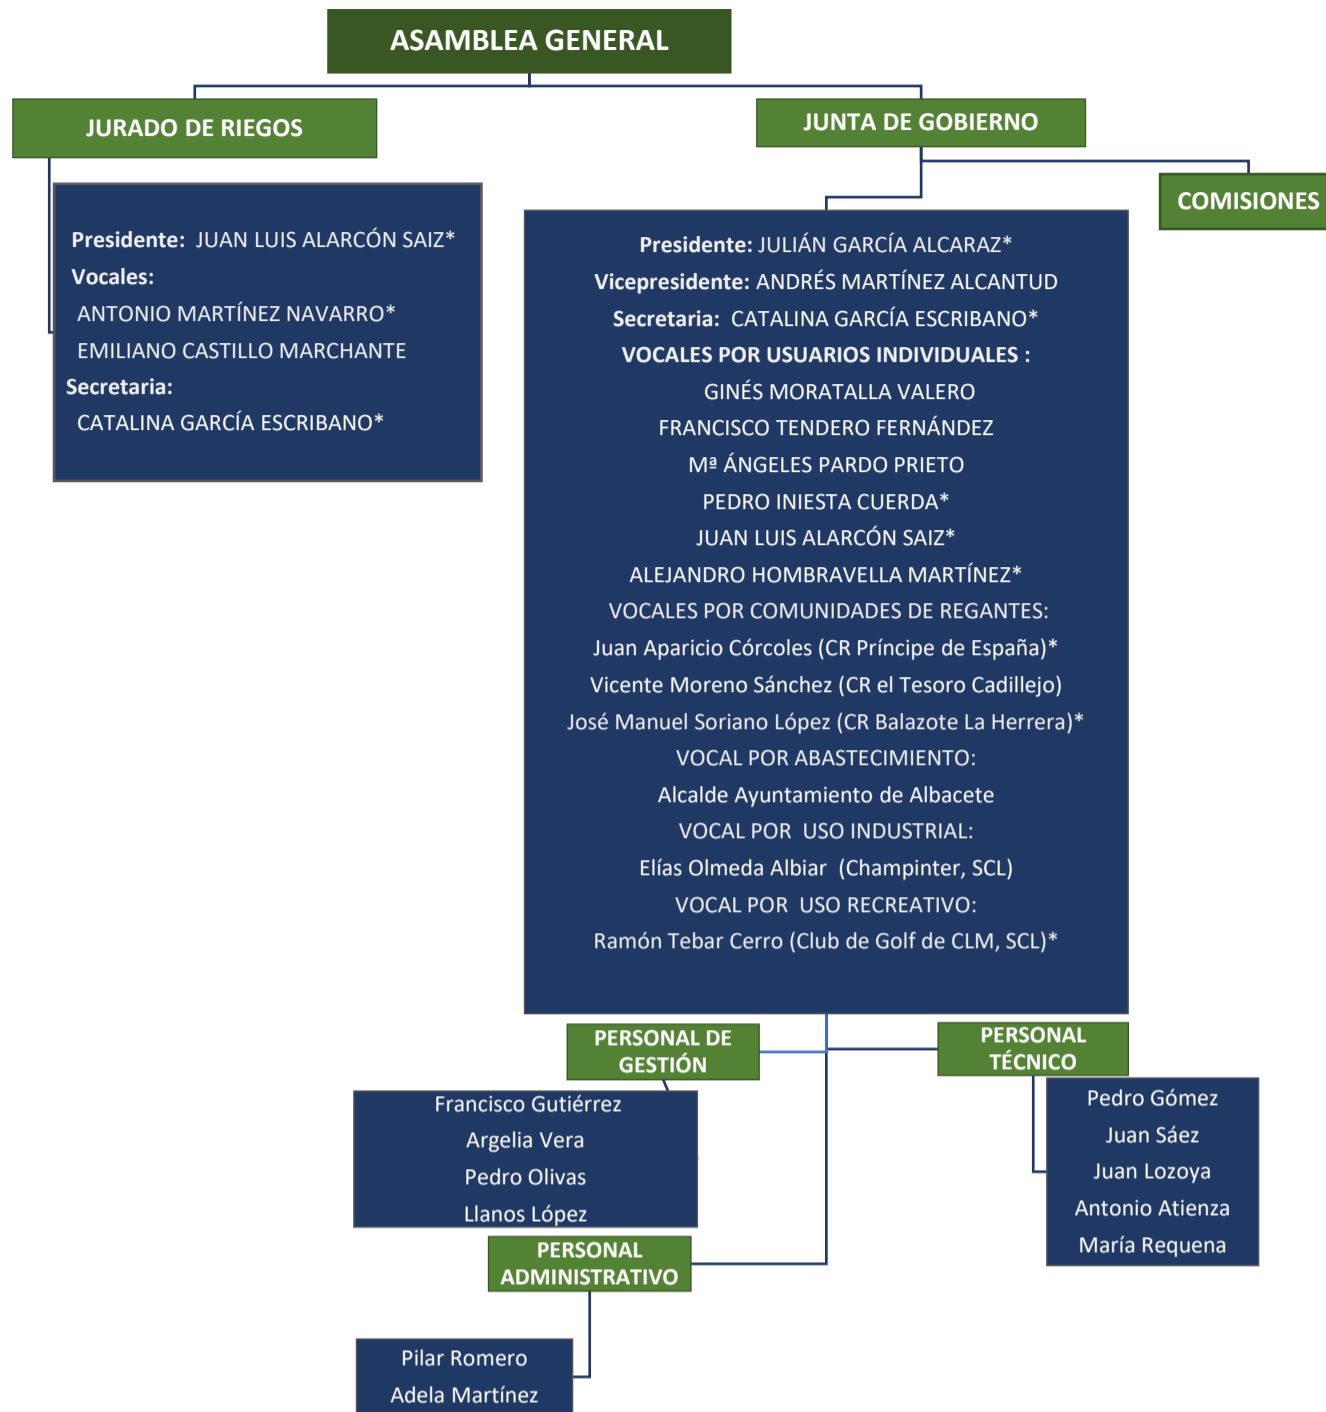 ASAMBLEA GENERAL
JURADO DE RIEGOS
JUNTA DE GOBIERNO
COMISIONES
Presidente: JUAN LUIS ALARCÓN SAIZ*
Vocales:
ANTONIO MARTÍNEZ NAVARRO*
EMILIANO CASTILLO MARCHANTE
Secretaria:
CATALINA GARCÍA ESCRIBANO*
Presidente: JULIÁN GARCÍA ALCARAZ*
Vicepresidente: ANDRÉS MARTÍNEZ ALCANTUD
Secretaria: CATALINA GARCÍA ESCRIBANO*
VOCALES POR USUARIOS INDIVIDUALES :
GINÉS MORATALLA VALERO
FRANCISCO TENDERO FERNÁNDEZ
Mª ÁNGELES PARDO PRIETO
PEDRO INIESTA CUERDA*
JUAN LUIS ALARCÓN SAIZ*
ALEJANDRO HOMBRAVELLA MARTÍNEZ*
VOCALES POR COMUNIDADES DE REGANTES:
Juan Aparicio Córcoles (CR Príncipe de España)*
Vicente Moreno Sánchez (CR el Tesoro Cadillejo)
José Manuel Soriano López (CR Balazote La Herrera)*
VOCAL POR ABASTECIMIENTO:
Alcalde Ayuntamiento de Albacete
VOCAL POR USO INDUSTRIAL:
Elías Olmeda Albiar (Champinter, SCL)
VOCAL POR USO RECREATIVO:
Ramón Tebar Cerro (Club de Golf de CLM, SCL)*
PERSONAL DE
GESTIÓN
Francisco Gutiérrez
Argelia Vera
Pedro Olivas
Llanos López
PERSONAL
TÉCNICO
Pedro Gómez
Juan Sáez
Juan Lozoya
Antonio Atienza
María Requena
PERSONAL
ADMINISTRATIVO
Pilar Romero
Adela Martínez